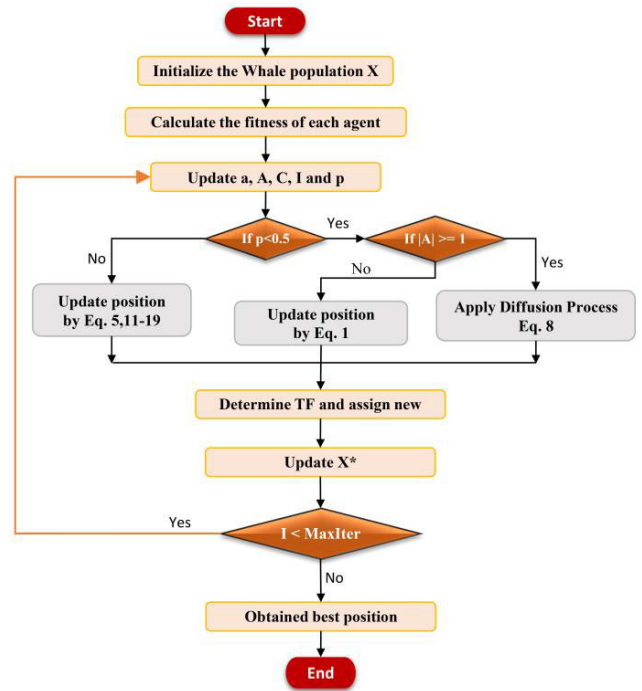 Start
Initialize the Whale population X
Calculate the fitness of each agent
Update a, A, C, I and p
If p<0.5
Yes
If |A| >= 1
No
No
Yes
Update position
by Eq. 5,11-19
Update position
by Eq. 1
Apply Diffusion Process
Eq. 8
Determine TF and assign new
Update X*
Yes
I < MaxIter
No
Obtained best position
End